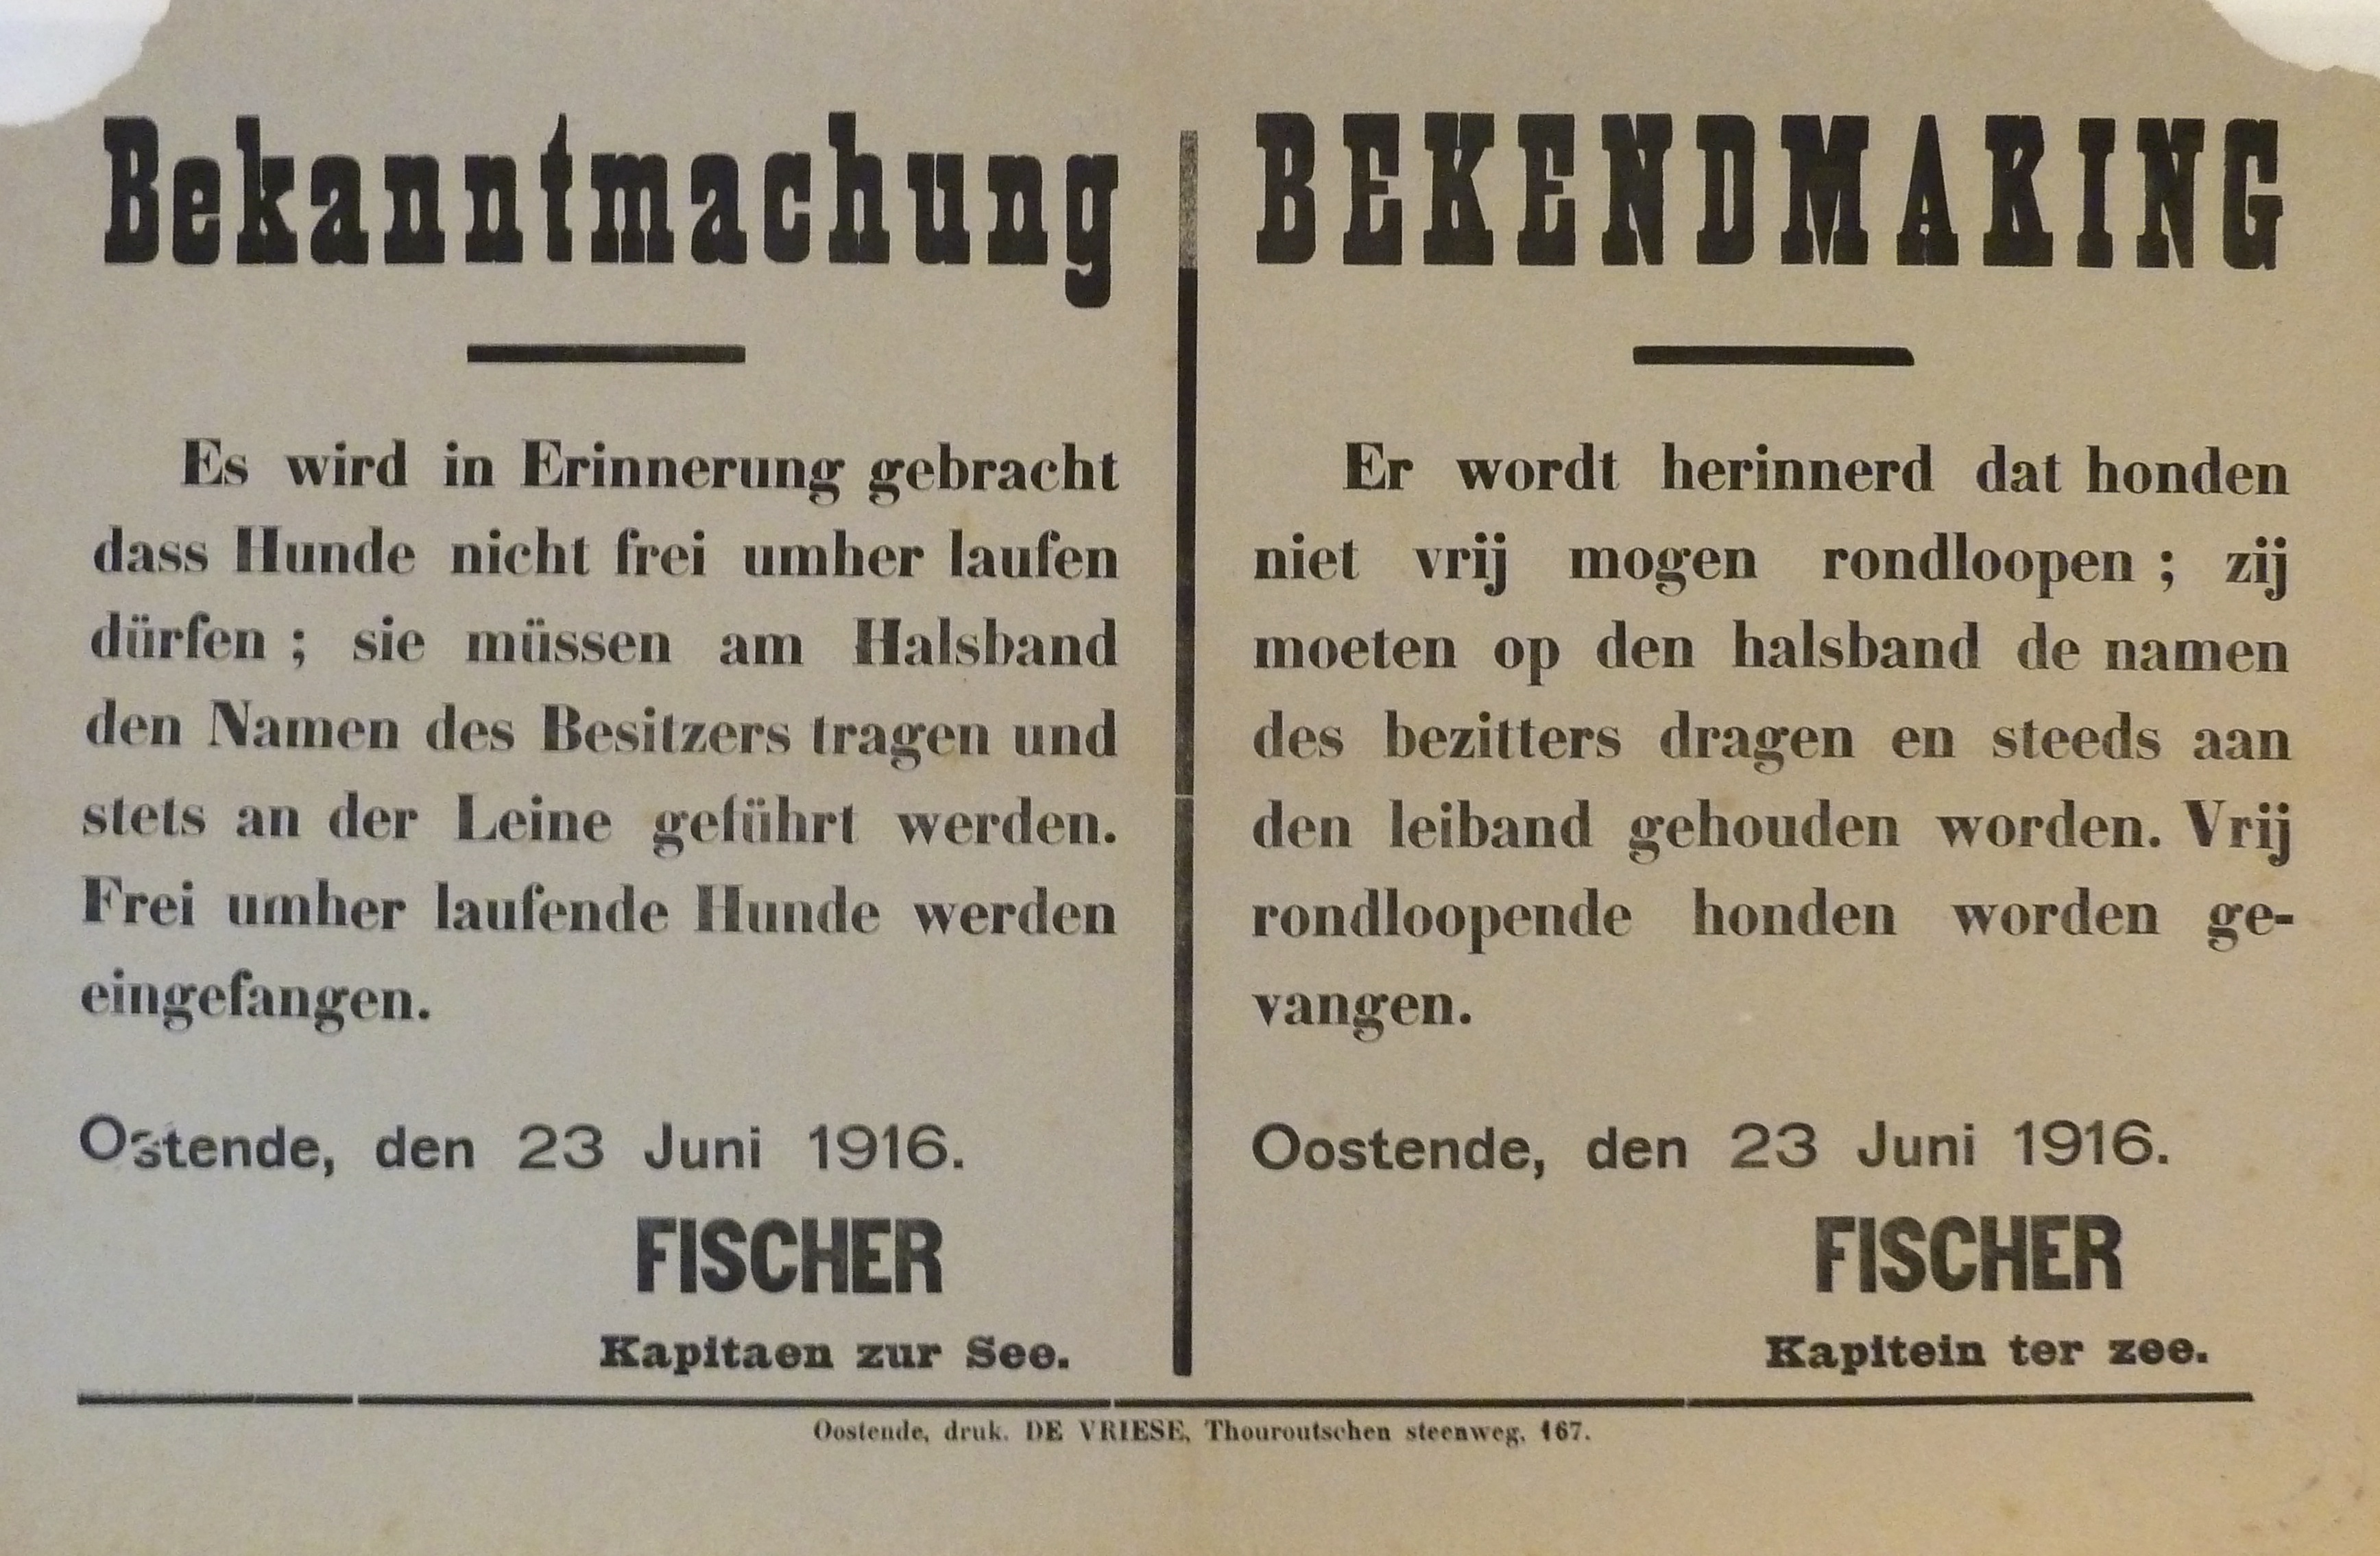 Bekanntmachung
Es wird in Erinnerung gebracht
dass Hunde nicht frei umher laufen
dürfen ; sie müssen am Halsband
den Namen des Besitzers tragen und
stets an der Leine geführt werden.
Frei umher laufende Hunde werden
eingefangen.
Ostende, den 23 Juni 1916.
FISCHER
Kapitaen zur See.
BEKENDMAKING
Er wordt herinnerd dat honden
niet vrij mogen rondloopen ; zij
moeten op den halsband de namen
des bezitters dragen en steeds aan
den leiband gehouden worden. Vrij
rondloopende honden worden ge-
vangen.
Oostende, den 23 Juni 1916.
FISCHER
Kapitein ter zee.
Oostende, druk. DE VRIESE, Thouroutschen steenweg, 167.